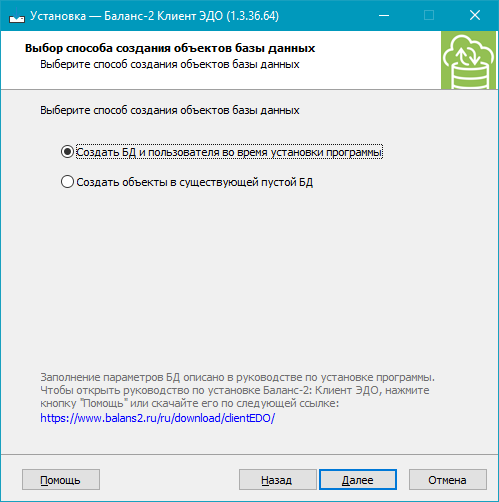 Установка — Баланс-2 Клиент ЭДО (1.3.36.64)
Выбор способа создания объектов базы данных
Выберите способ создания объектов базы данных
Выберите способ создания объектов базы данных
Создать БД и пользователя во время установки программы
Создать объекты в существующей пустой БД
Заполнение параметров БД описано в руководстве по установке программы.
Чтобы открыть руководство по установке Баланс-2: Клиент ЭДО, нажмите
кнопку "Помощь" или скачайте его по следующей ссылке:
https://www.balans2.ru/ru/download/clientEDO/
Помощь Назад Далее Отмена